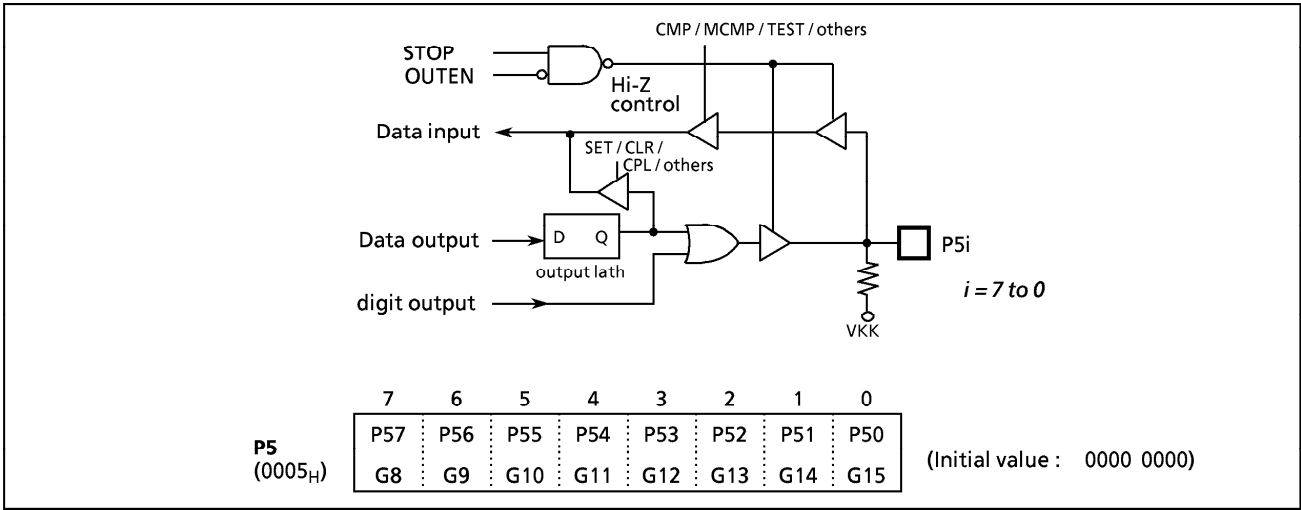 CMP / MCMP / TEST / others
STOP
OUTEN
Hi-Z
control
Data input
SET / CLR /
CPL / others
Data output
D Q
P5i
output lath
i = 7 to 0
digit output
VKK
7 6 5 4 3 2 1 0
P57 P56 P55 P54 P53 P52 P51 P50
P5
(0005H)
(Initial value : 0000 0000)
G8 G9 G10 G11 G12 G13 G14 G15